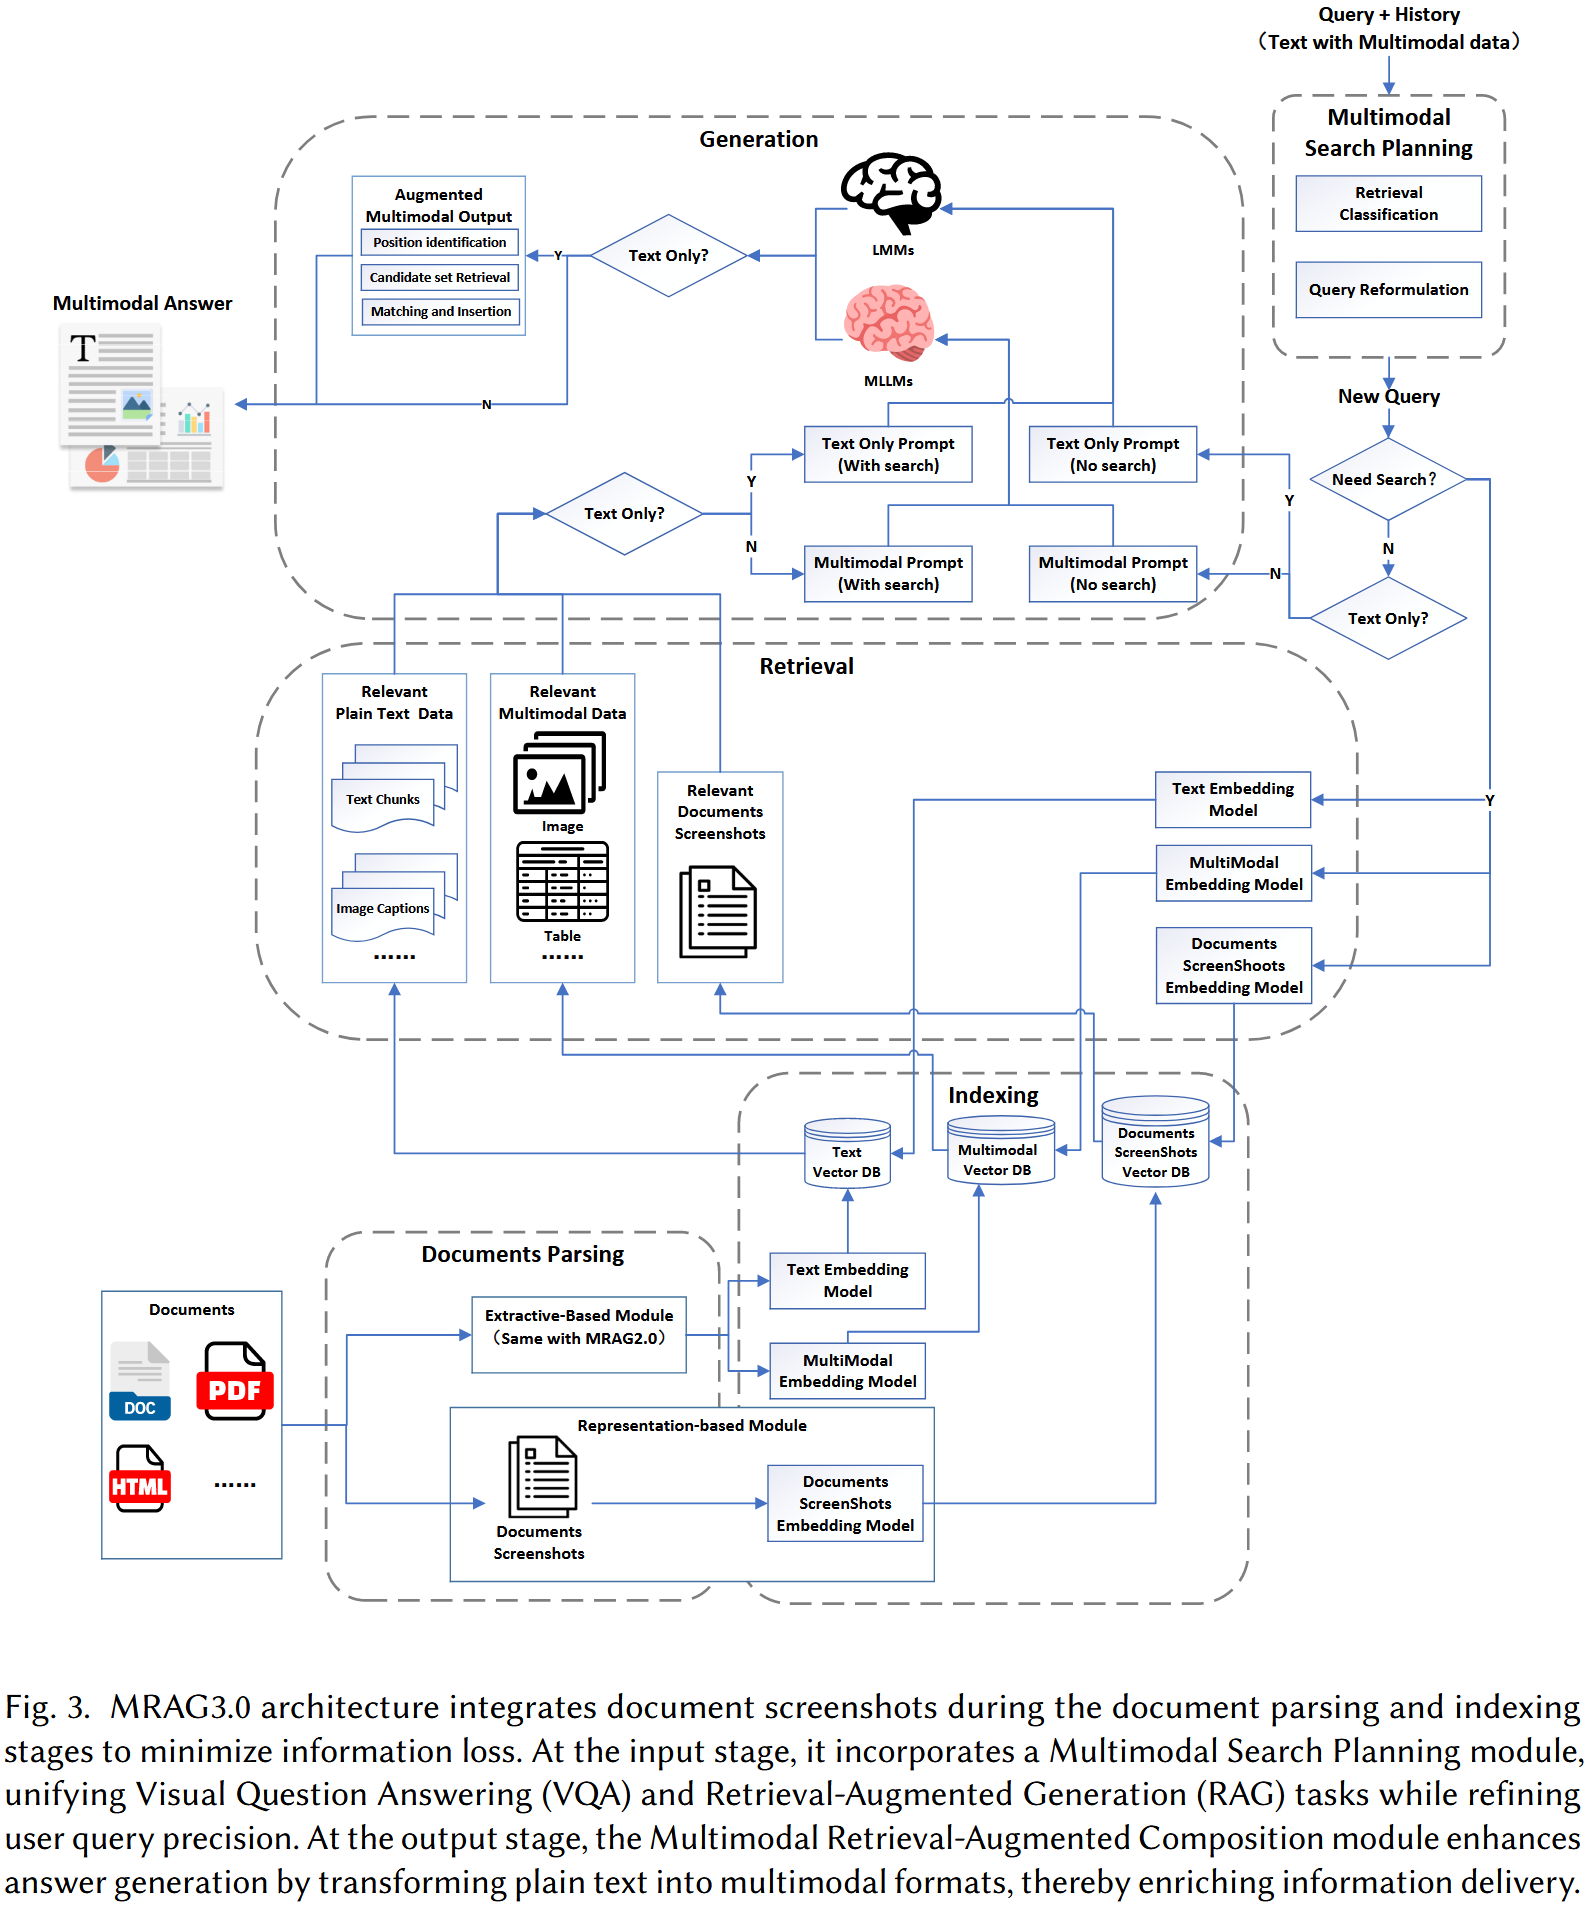 Query + History
（Text with Multimodal data）
Multimodal
Search Planning
Retrieval
Classification
Query Reformulation
New Query
Need Search?
N
Text Only?
Y
N
Y
Generation
Augmented
Multimodal Output
Position identification
Candidate set Retrieval
Matching and Insertion
Y
Text Only?
N
LMMs
MLLMs
Multimodal Answer
T
Text Only Prompt
(With search)
Text Only Prompt
(No search)
Text Only?
Y
N
Multimodal Prompt
(With search)
Multimodal Prompt
(No search)
Retrieval
Relevant
Plain Text Data
Text Chunks
Image Captions
......
Relevant
Multimodal Data
Image
Table
......
Relevant
Documents
Screenshots
Text Embedding
Model
MultiModal
Embedding Model
Documents
ScreenShoots
Embedding Model
Indexing
Text
Vector DB
Multimodal
Vector DB
Documents
ScreenShots
Vector DB
Text Embedding
Model
MultiModal
Embedding Model
Documents Parsing
Extractive-Based Module
（Same with MRAG2.0）
Representation-based Module
Documents
Screenshots
Documents
ScreenShots
Embedding Model
Documents
DOC
PDF
HTML
......
Fig. 3. MRAG3.0 architecture integrates document screenshots during the document parsing and indexing
stages to minimize information loss. At the input stage, it incorporates a Multimodal Search Planning module,
unifying Visual Question Answering (VQA) and Retrieval-Augmented Generation (RAG) tasks while refining
user query precision. At the output stage, the Multimodal Retrieval-Augmented Composition module enhances
answer generation by transforming plain text into multimodal formats, thereby enriching information delivery.